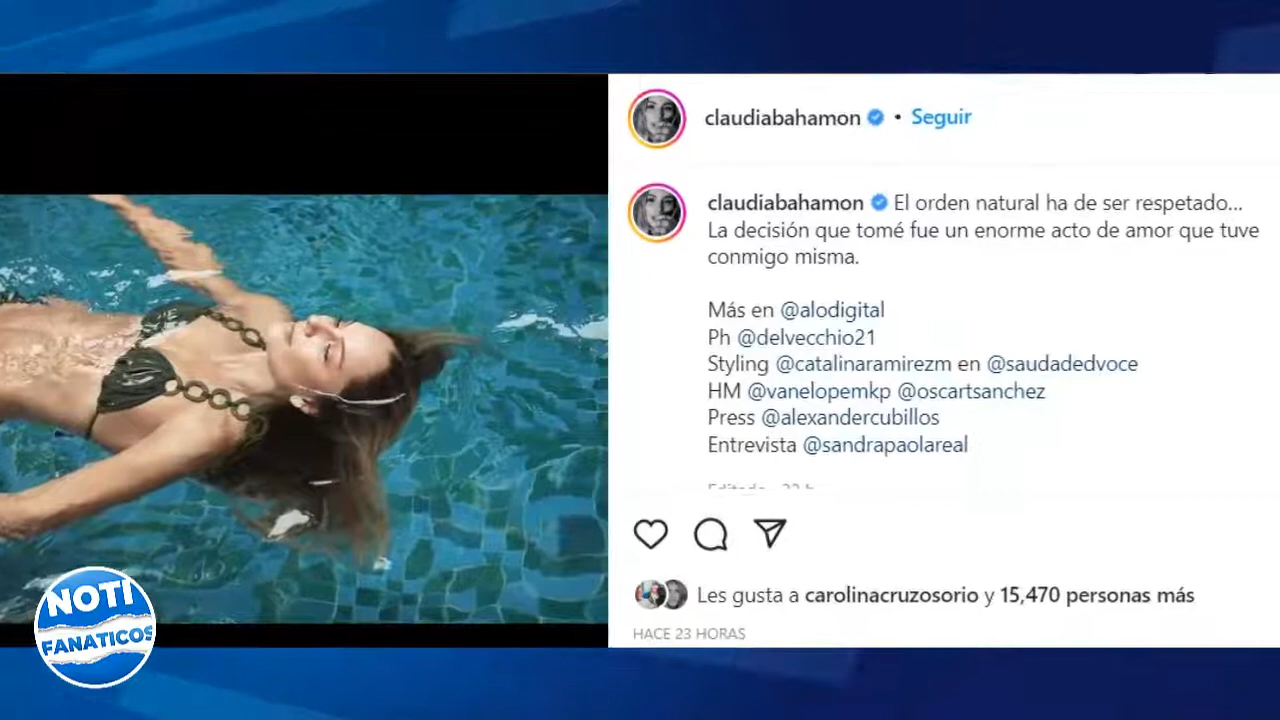 claudiabahamon • Seguir
claudiabahamon El orden natural ha de ser respetado...
La decisión que tomé fue un enorme acto de amor que tuve
conmigo misma.
Más en @alodigital
Ph @delvecchio21
Styling @catalinaramirezm en @saudadedvoce
HM @vanelopemkp @oscartsanchez
Press @alexandercubillos
Entrevista @sandrapaolareal
Les gusta a carolinacruzosorio y 15,470 personas más
HACE 23 HORAS
NOTI
FANATICOS